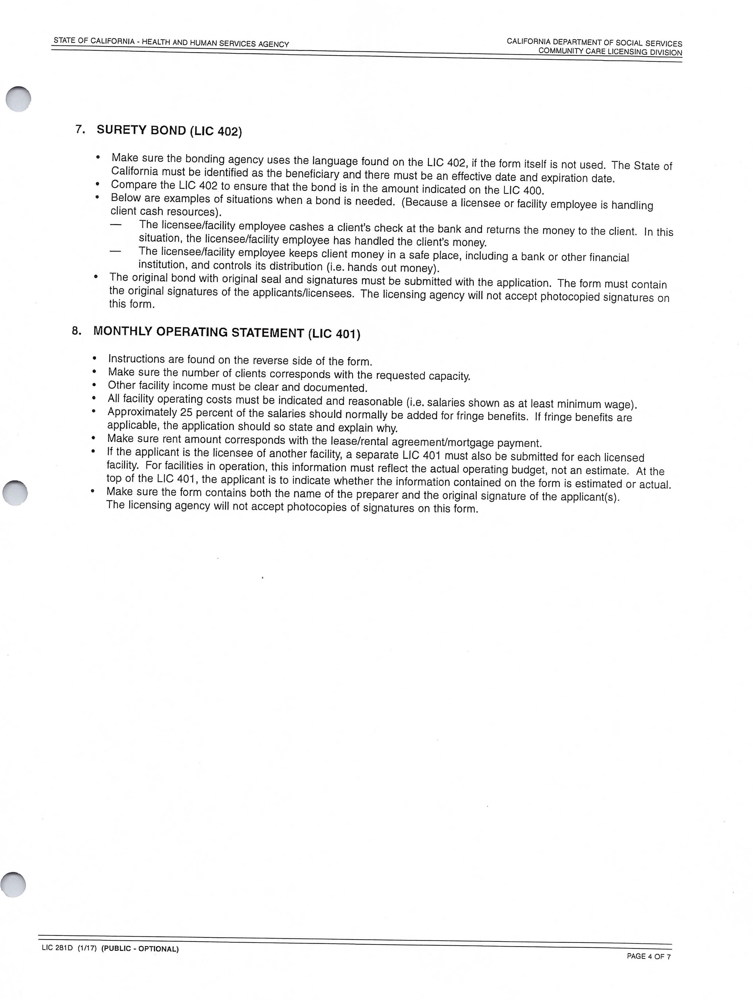 STATE OF CALIFORNIA - HEALTH AND HUMAN SERVICES AGENCY
CALIFORNIA DEPARTMENT OF SOCIAL SERVICES
COMMUNITY CARE LICENSING DIVISION
7. SURETY BOND (LIC 402)
• Make sure the bonding agency uses the language found on the LIC 402, if the form itself is not used. The State of
California must be identified as the beneficiary and there must be an effective date and expiration date.
• Compare the LIC 402 to ensure that the bond is in the amount indicated on the LIC 400.
• Below are examples of situations when a bond is needed. (Because a licensee or facility employee is handling
client cash resources).
— The licensee/facility employee cashes a client's check at the bank and returns the money to the client. In this
situation, the licensee/facility employee has handled the client's money.
— The licensee/facility employee keeps client money in a safe place, including a bank or other financial
institution, and controls its distribution (i.e. hands out money).
• The original bond with original seal and signatures must be submitted with the application. The form must contain
the original signatures of the applicants/licensees. The licensing agency will not accept photocopied signatures on
this form.
8. MONTHLY OPERATING STATEMENT (LIC 401)
• Instructions are found on the reverse side of the form.
• Make sure the number of clients corresponds with the requested capacity.
• Other facility income must be clear and documented.
• All facility operating costs must be indicated and reasonable (i.e. salaries shown as at least minimum wage).
• Approximately 25 percent of the salaries should normally be added for fringe benefits. If fringe benefits are
applicable, the application should so state and explain why.
• Make sure rent amount corresponds with the lease/rental agreement/mortgage payment.
• If the applicant is the licensee of another facility, a separate LIC 401 must also be submitted for each licensed
facility. For facilities in operation, this information must reflect the actual operating budget, not an estimate. At the
top of the LIC 401, the applicant is to indicate whether the information contained on the form is estimated or actual.
• Make sure the form contains both the name of the preparer and the original signature of the applicant(s).
The licensing agency will not accept photocopies of signatures on this form.
LIC 281D (1/17) (PUBLIC - OPTIONAL)
PAGE 4 OF 7